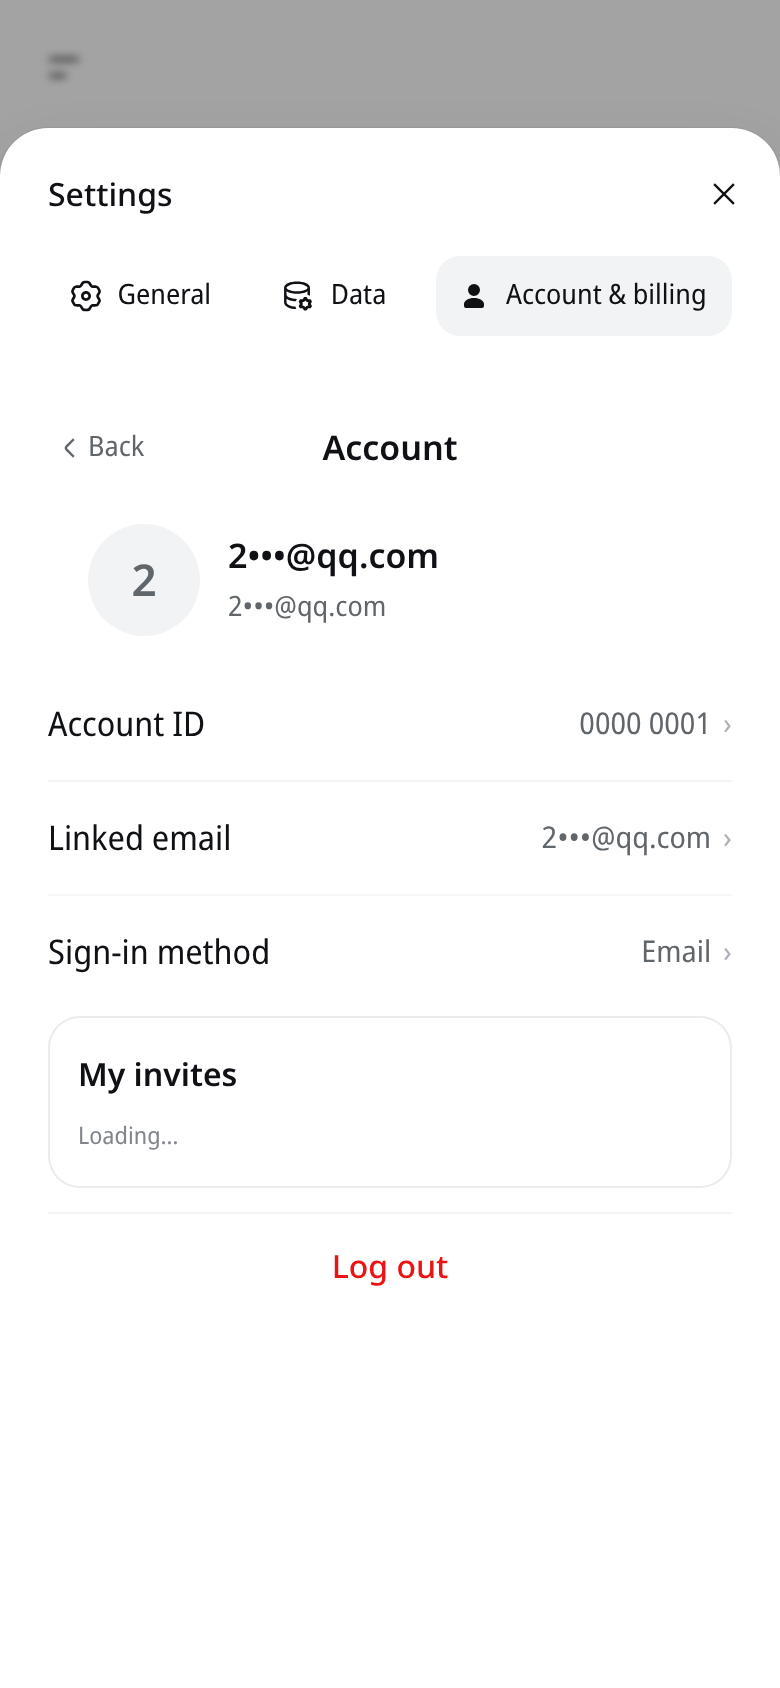 Settings
General
Data
Account & billing
Back
Account
2
2•••@qq.com
2•••@qq.com
Account ID
0000 0001 ›
Linked email
2•••@qq.com ›
Sign-in method
Email ›
My invites
Loading...
Log out